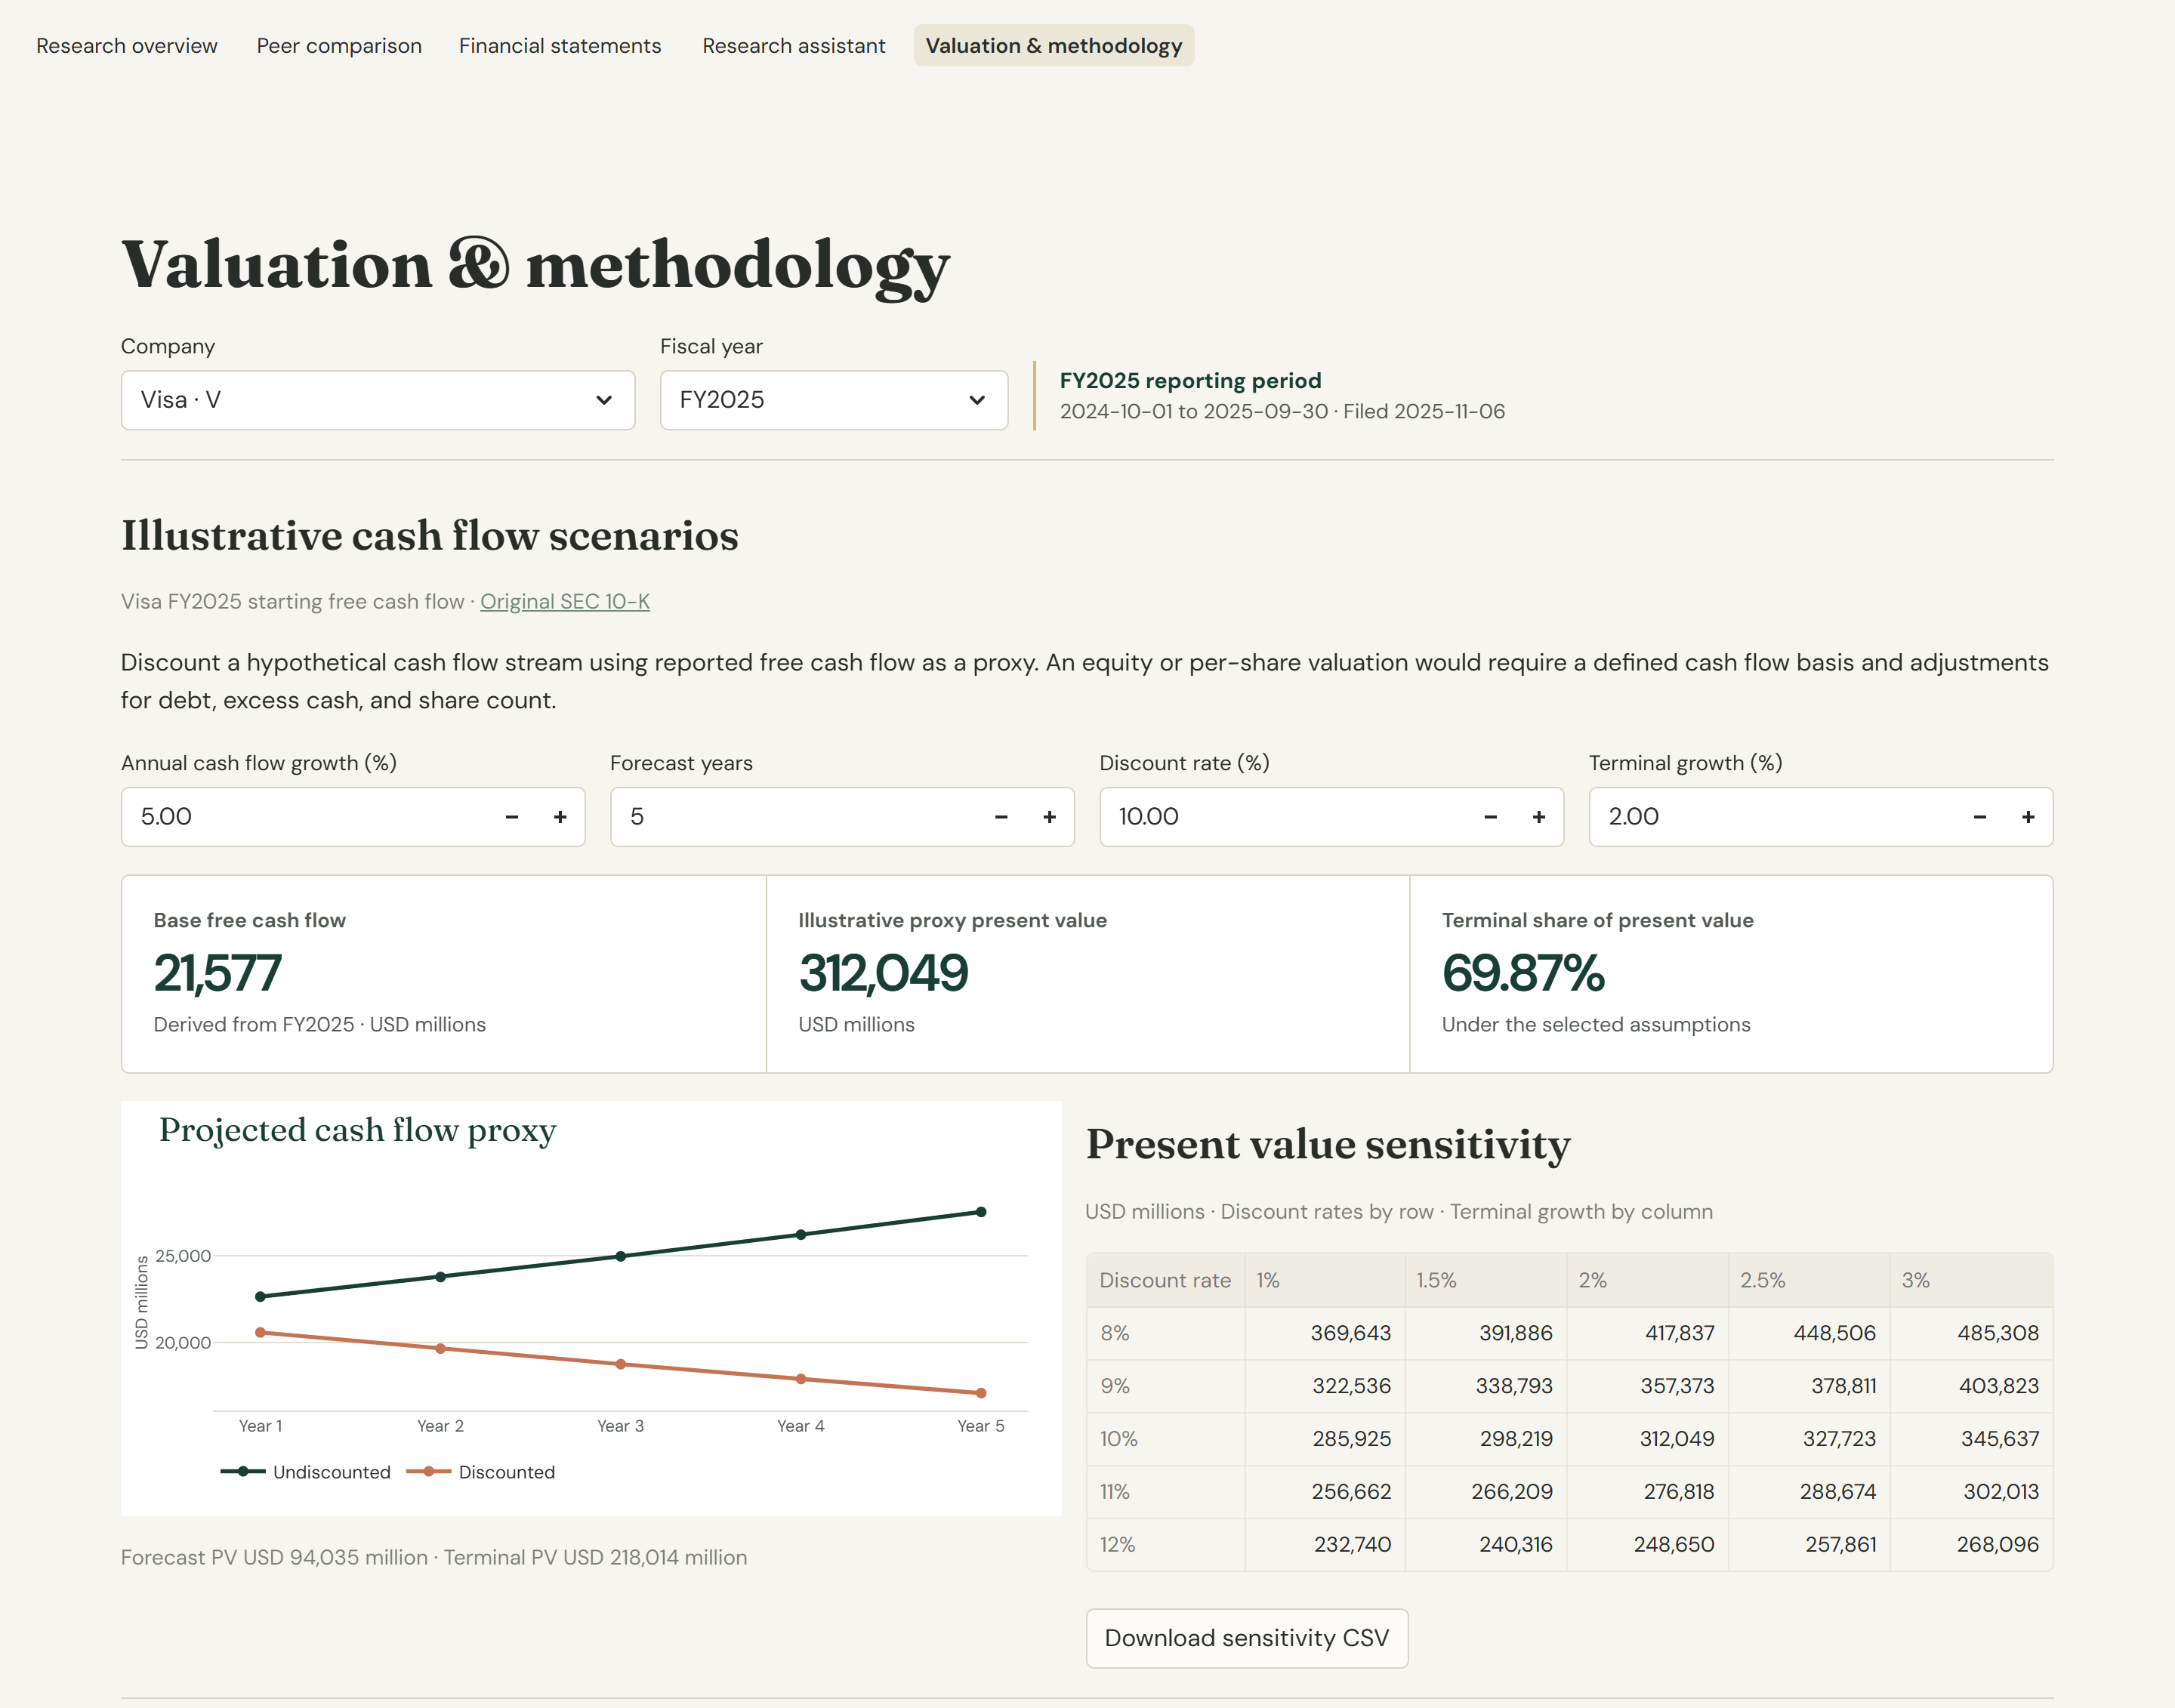 Research overview Peer comparison Financial statements Research assistant Valuation & methodology
Valuation & methodology
Company Fiscal year
Visa · V FY2025
FY2025 reporting period
2024-10-01 to 2025-09-30 · Filed 2025-11-06
Illustrative cash flow scenarios
Visa FY2025 starting free cash flow · Original SEC 10-K
Discount a hypothetical cash flow stream using reported free cash flow as a proxy. An equity or per-share valuation would require a defined cash flow basis and adjustments
for debt, excess cash, and share count.
Annual cash flow growth (%) Forecast years Discount rate (%) Terminal growth (%)
5.00 − + 5 − + 10.00 − + 2.00 − +
Base free cash flow
21,577
Derived from FY2025 · USD millions
Illustrative proxy present value
312,049
USD millions
Terminal share of present value
69.87%
Under the selected assumptions
Projected cash flow proxy
USD millions
25,000
20,000
Year 1 Year 2 Year 3 Year 4 Year 5
Undiscounted Discounted
Forecast PV USD 94,035 million · Terminal PV USD 218,014 million
Present value sensitivity
USD millions · Discount rates by row · Terminal growth by column
Discount rate 1% 1.5% 2% 2.5% 3%
8% 369,643 391,886 417,837 448,506 485,308
9% 322,536 338,793 357,373 378,811 403,823
10% 285,925 298,219 312,049 327,723 345,637
11% 256,662 266,209 276,818 288,674 302,013
12% 232,740 240,316 248,650 257,861 268,096
Download sensitivity CSV